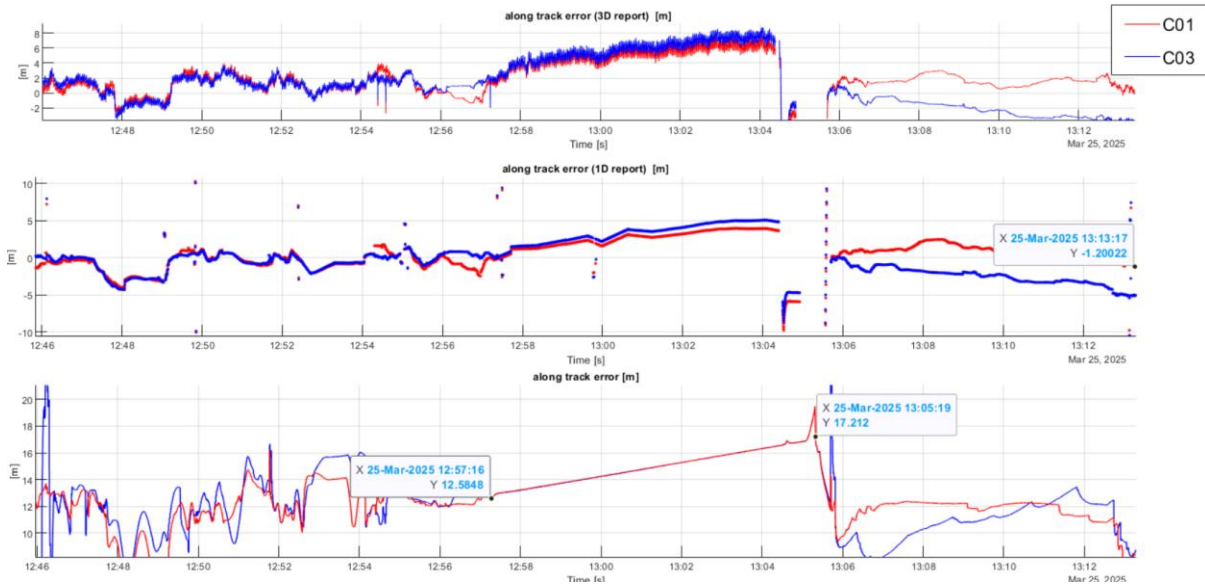 along track error (3D report) [m]
C01
C03
[m]
8
6
4
2
0
-2
12:48 12:50 12:52 12:54 12:56 12:58 13:00 13:02 13:04 13:06 13:08 13:10 13:12
Time [s]
Mar 25, 2025
along track error (1D report) [m]
[m]
10
5
0
-5
-10
X 25-Mar-2025 13:13:17
Y -1.20022
12:46 12:48 12:50 12:52 12:54 12:56 12:58 13:00 13:02 13:04 13:06 13:08 13:10 13:12
Time [s]
Mar 25, 2025
along track error [m]
[m]
20
18
16
14
12
10
X 25-Mar-2025 13:05:19
Y 17.212
X 25-Mar-2025 12:57:16
Y 12.5848
12:46 12:48 12:50 12:52 12:54 12:56 12:58 13:00 13:02 13:04 13:06 13:08 13:10 13:12
Time [s]
Mar 25, 2025